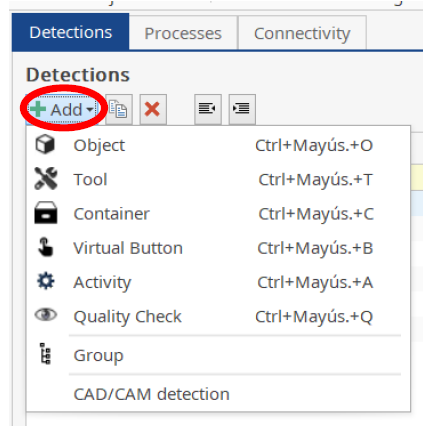 Detections Processes Connectivity
Detections
Add
Object Ctrl+Mayús.+O
Tool Ctrl+Mayús.+T
Container Ctrl+Mayús.+C
Virtual Button Ctrl+Mayús.+B
Activity Ctrl+Mayús.+A
Quality Check Ctrl+Mayús.+Q
Group
CAD/CAM detection